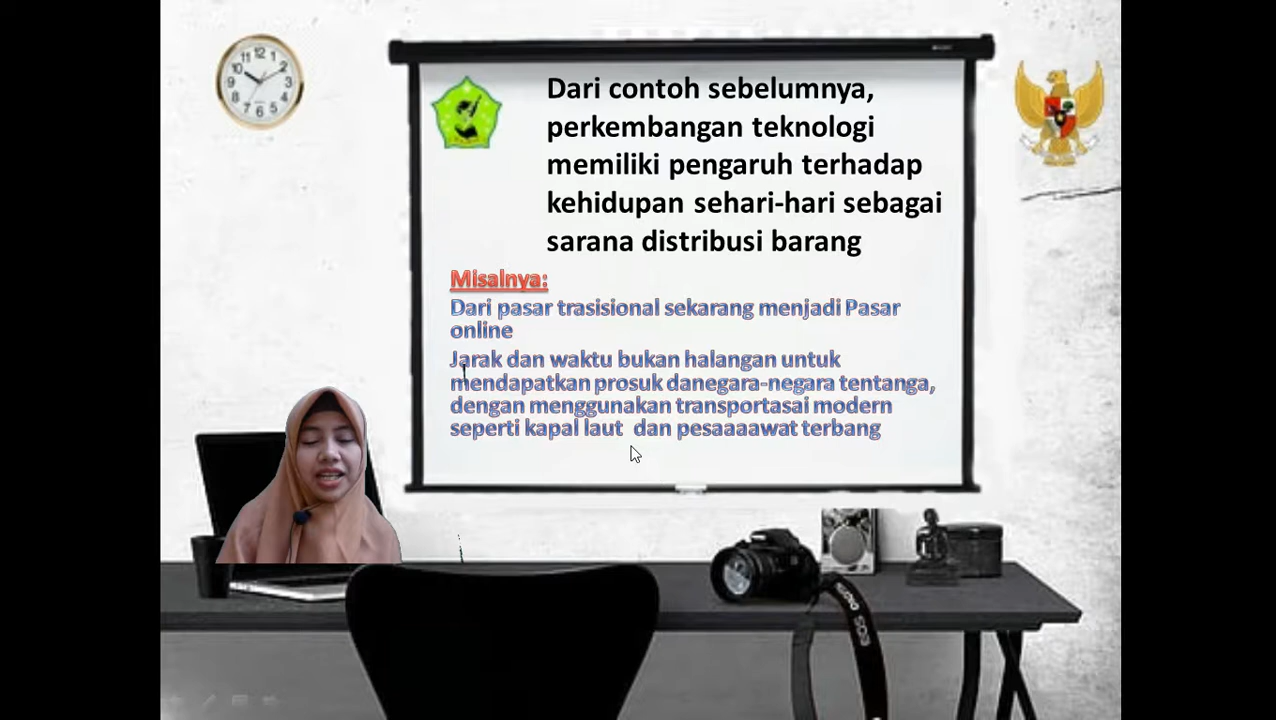 Dari contoh sebelumnya,
perkembangan teknologi
memiliki pengaruh terhadap
kehidupan sehari-hari sebagai
sarana distribusi barang
Misalnya:
Dari pasar trasisional sekarang menjadi Pasar
online
Jarak dan waktu bukan halangan untuk
mendapatkan prosuk danegara-negara tentanga,
dengan menggunakan transportasai modern
seperti kapal laut dan pesaaaawat terbang